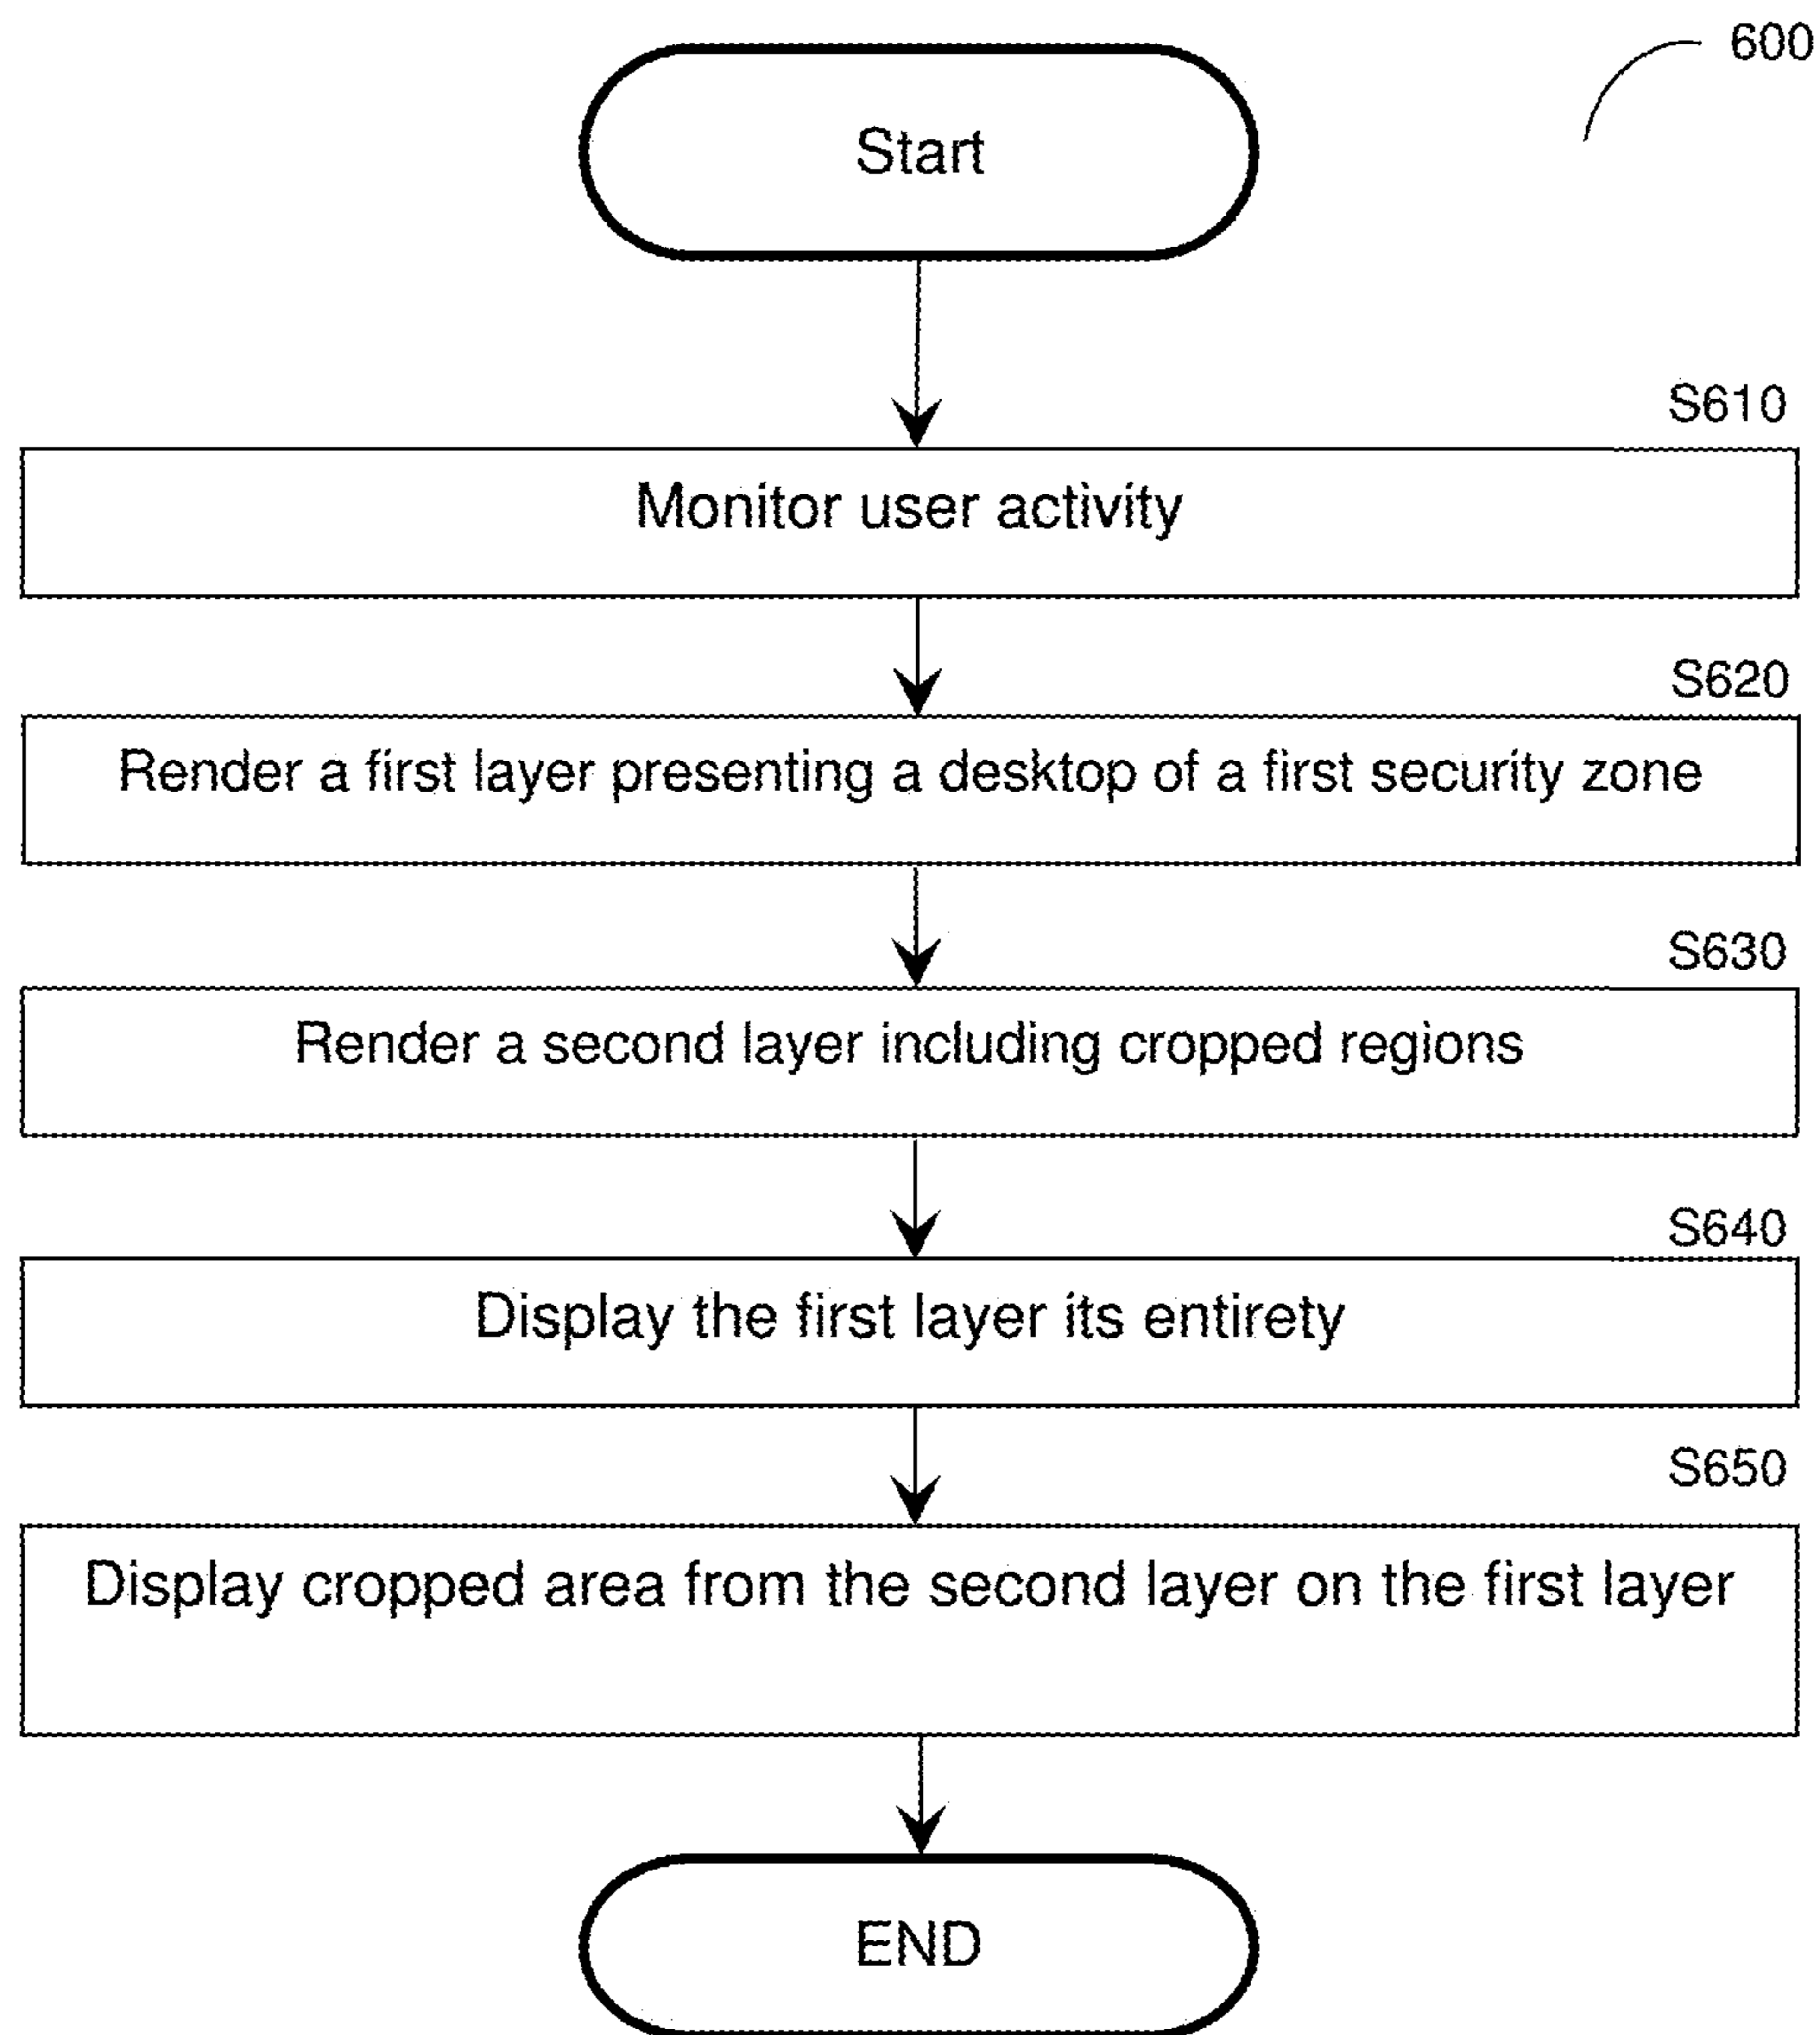 600
Start
S610
Monitor user activity
S620
Render a first layer presenting a desktop of a first security zone
S630
Render a second layer including cropped regions
S640
Display the first layer its entirety
S650
Display cropped area from the second layer on the first layer
END